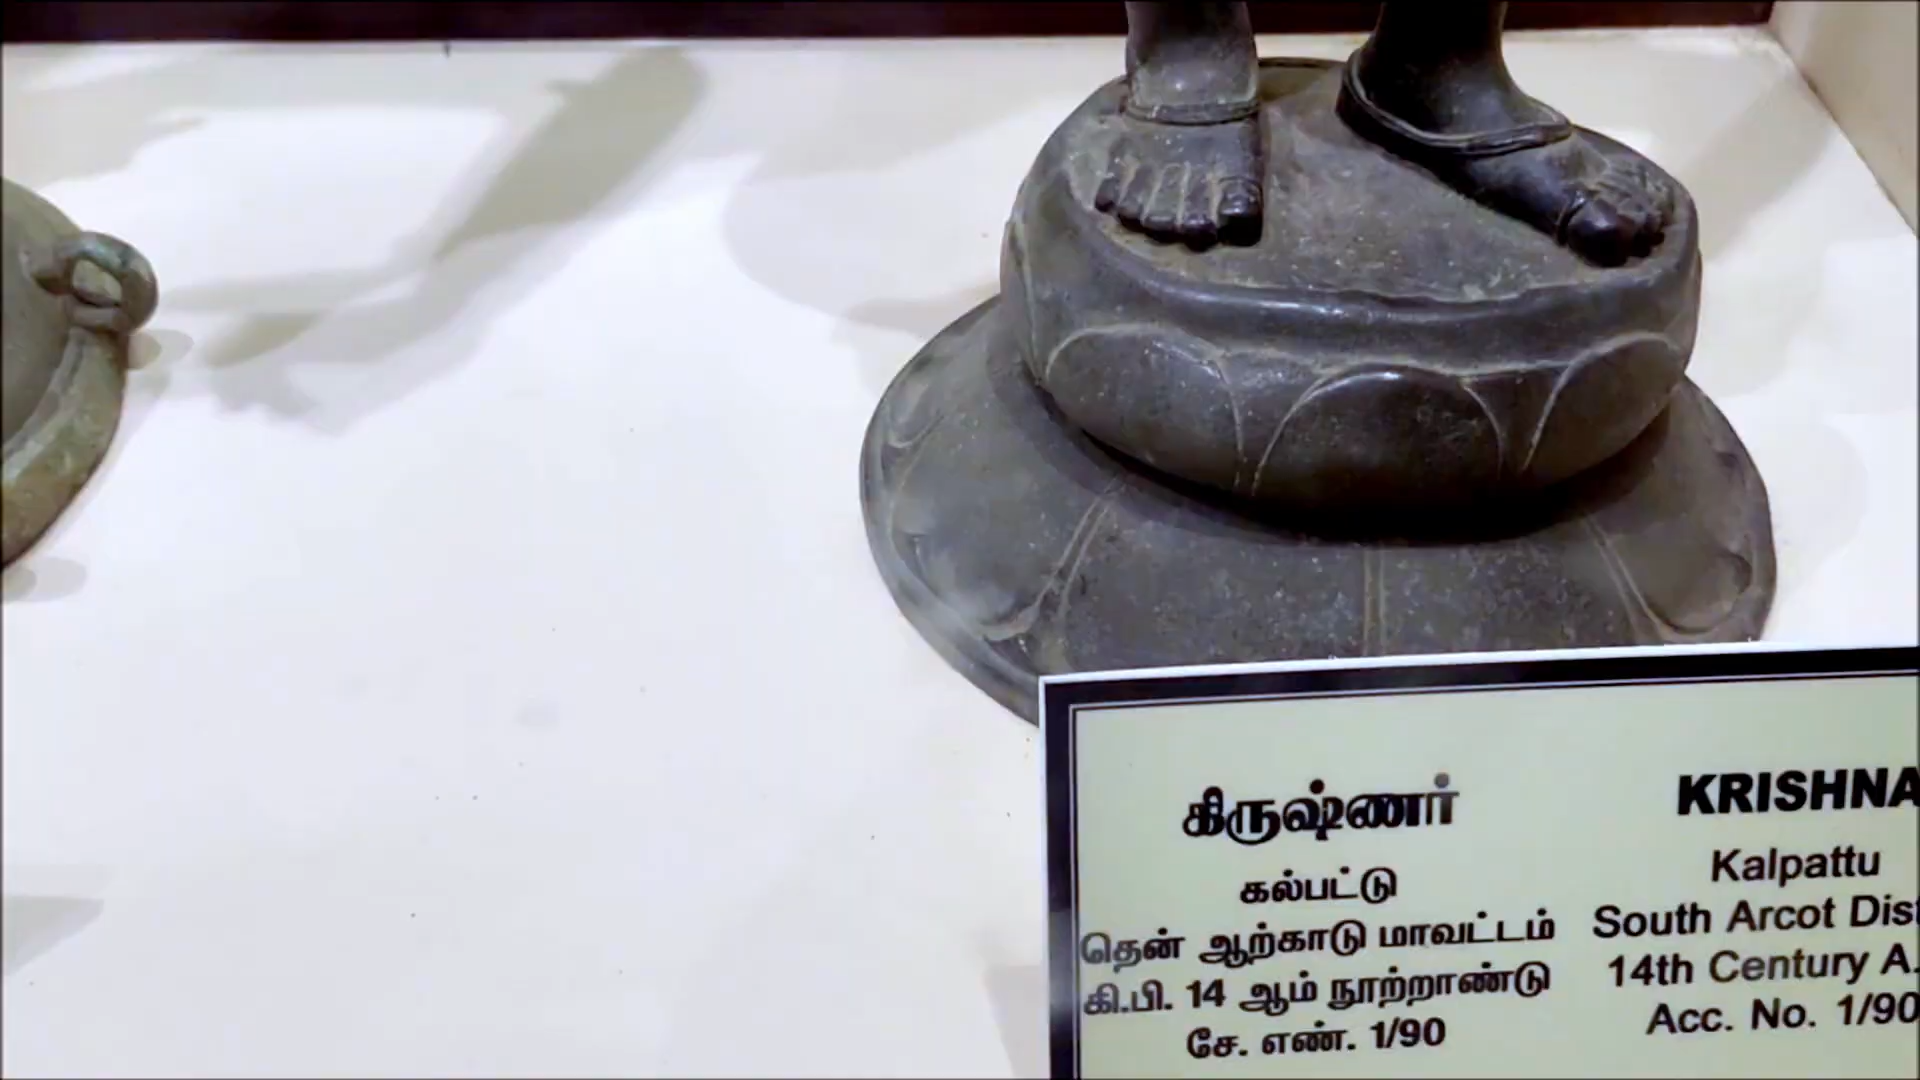 கிருஷ்ணர்
கல்பட்டு
தென் ஆற்காடு மாவட்டம்
கி.பி. 14 ஆம் நூற்றாண்டு
சே. எண். 1/90
KRISHNA
Kalpattu
South Arcot Dist
14th Century A.
Acc. No. 1/90